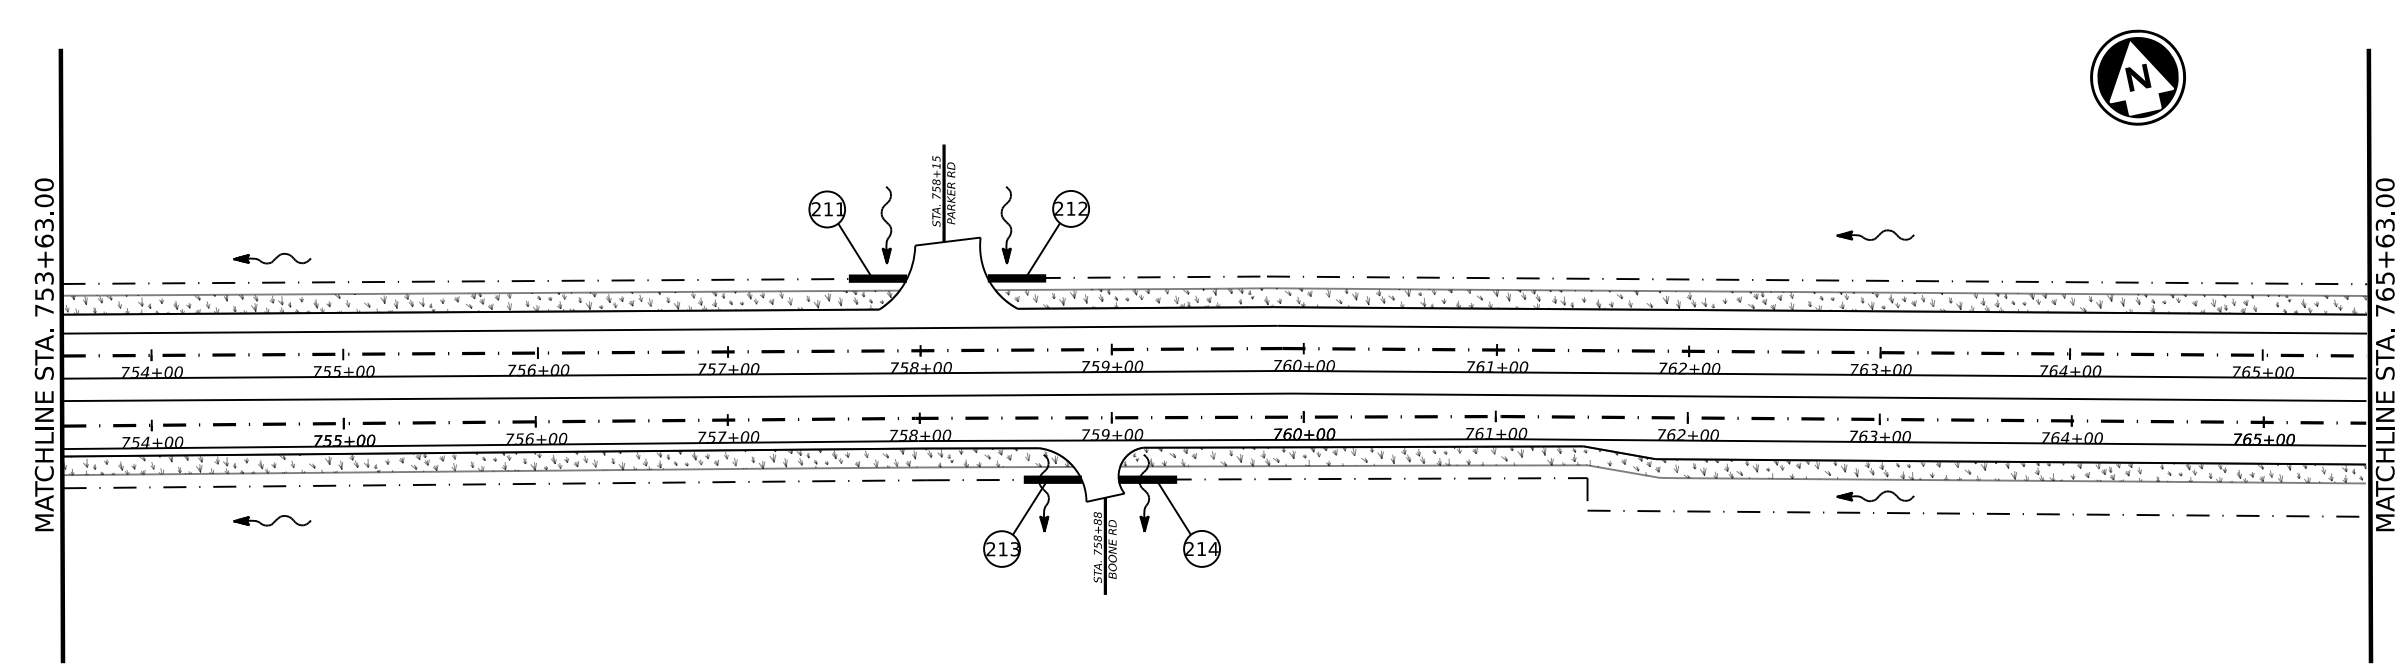 N
MATCHLINE STA. 753+63.00
MATCHLINE STA. 765+63.00
STA. 758+15
PARKER RD
211
212
754+00 755+00 756+00 757+00 758+00 759+00 760+00 761+00 762+00 763+00 764+00 765+00
754+00 755+00 756+00 757+00 758+00 759+00 760+00 761+00 762+00 763+00 764+00 765+00
213
214
STA. 758+88
BOONE RD